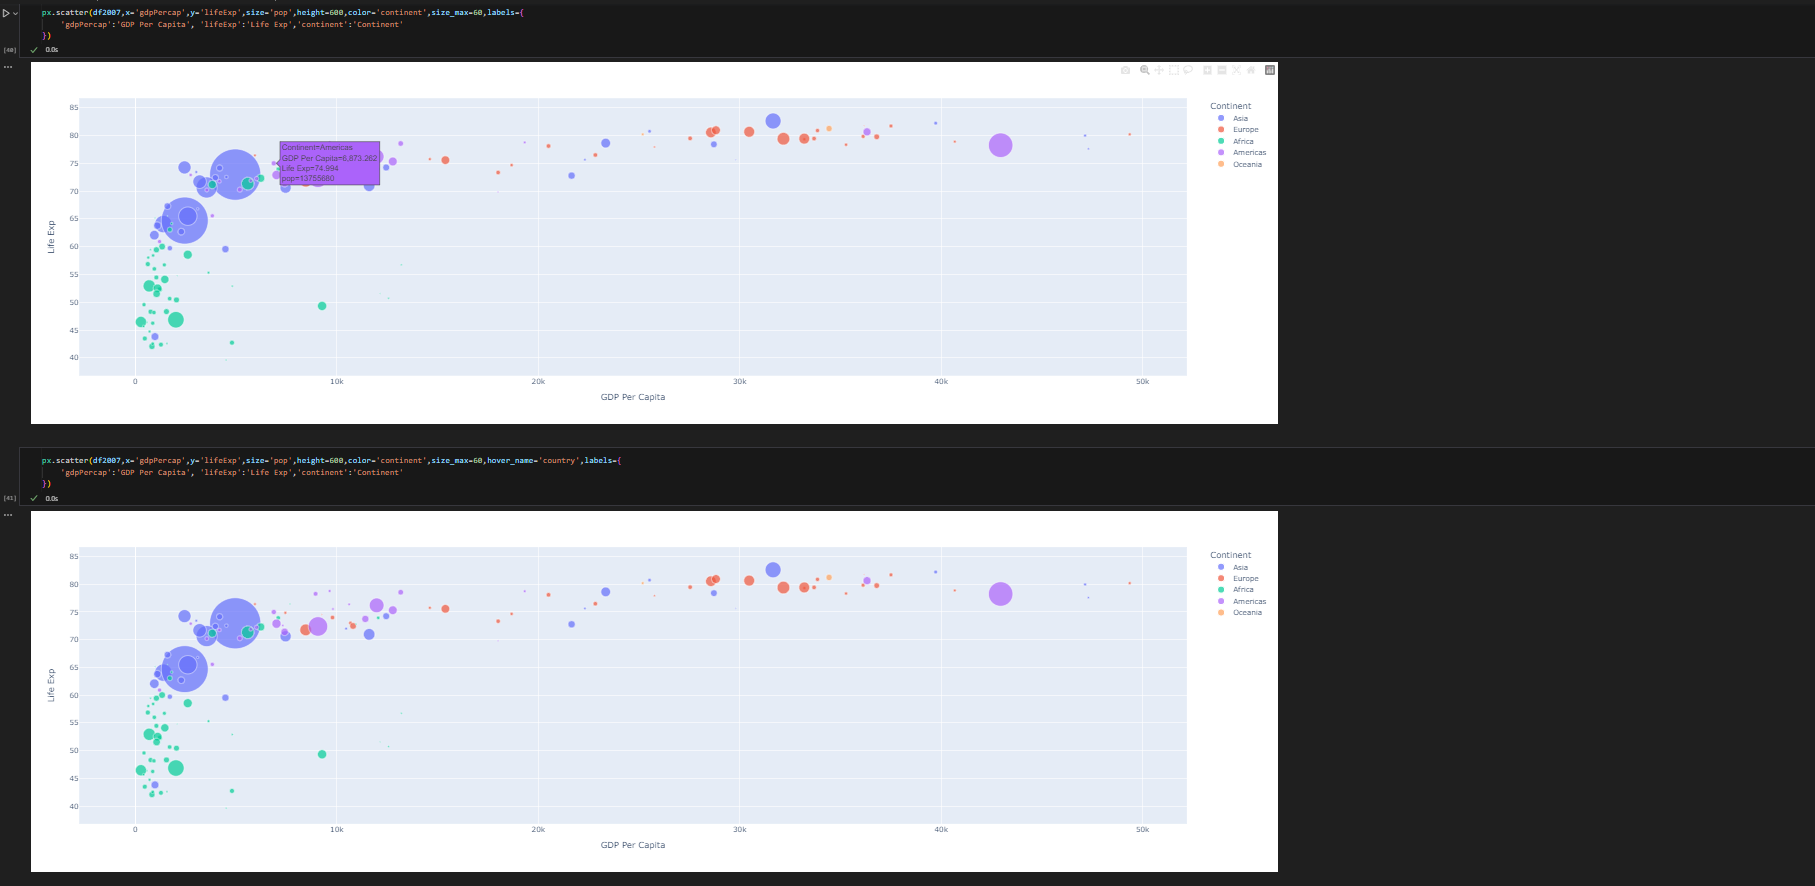 px.scatter(df2007,x='gdpPercap',y='lifeExp',size='pop',height=600,color='continent',size_max=60,labels={
'gdpPercap':'GDP Per Capita', 'lifeExp':'Life Exp','continent':'Continent'
})
[40]
0.0s
...
Continent
Asia
Europe
Africa
Americas
Oceania
85
80
75
70
65
60
55
50
45
40
Life Exp
Continent=Americas
GDP Per Capita=6,873.262
Life Exp=74.994
pop=13755680
0 10k 20k 30k 40k 50k
GDP Per Capita
px.scatter(df2007,x='gdpPercap',y='lifeExp',size='pop',height=600,color='continent',size_max=60,hover_name='country',labels={
'gdpPercap':'GDP Per Capita', 'lifeExp':'Life Exp','continent':'Continent'
})
[41]
0.0s
...
Continent
Asia
Europe
Africa
Americas
Oceania
85
80
75
70
65
60
55
50
45
40
Life Exp
0 10k 20k 30k 40k 50k
GDP Per Capita